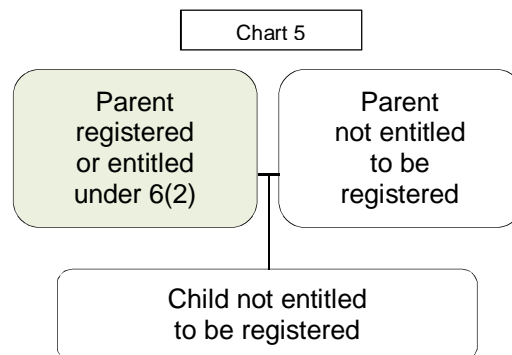 Chart 5
Parent
registered
or entitled
under 6(2)
Parent
not entitled
to be
registered
Child not entitled
to be registered